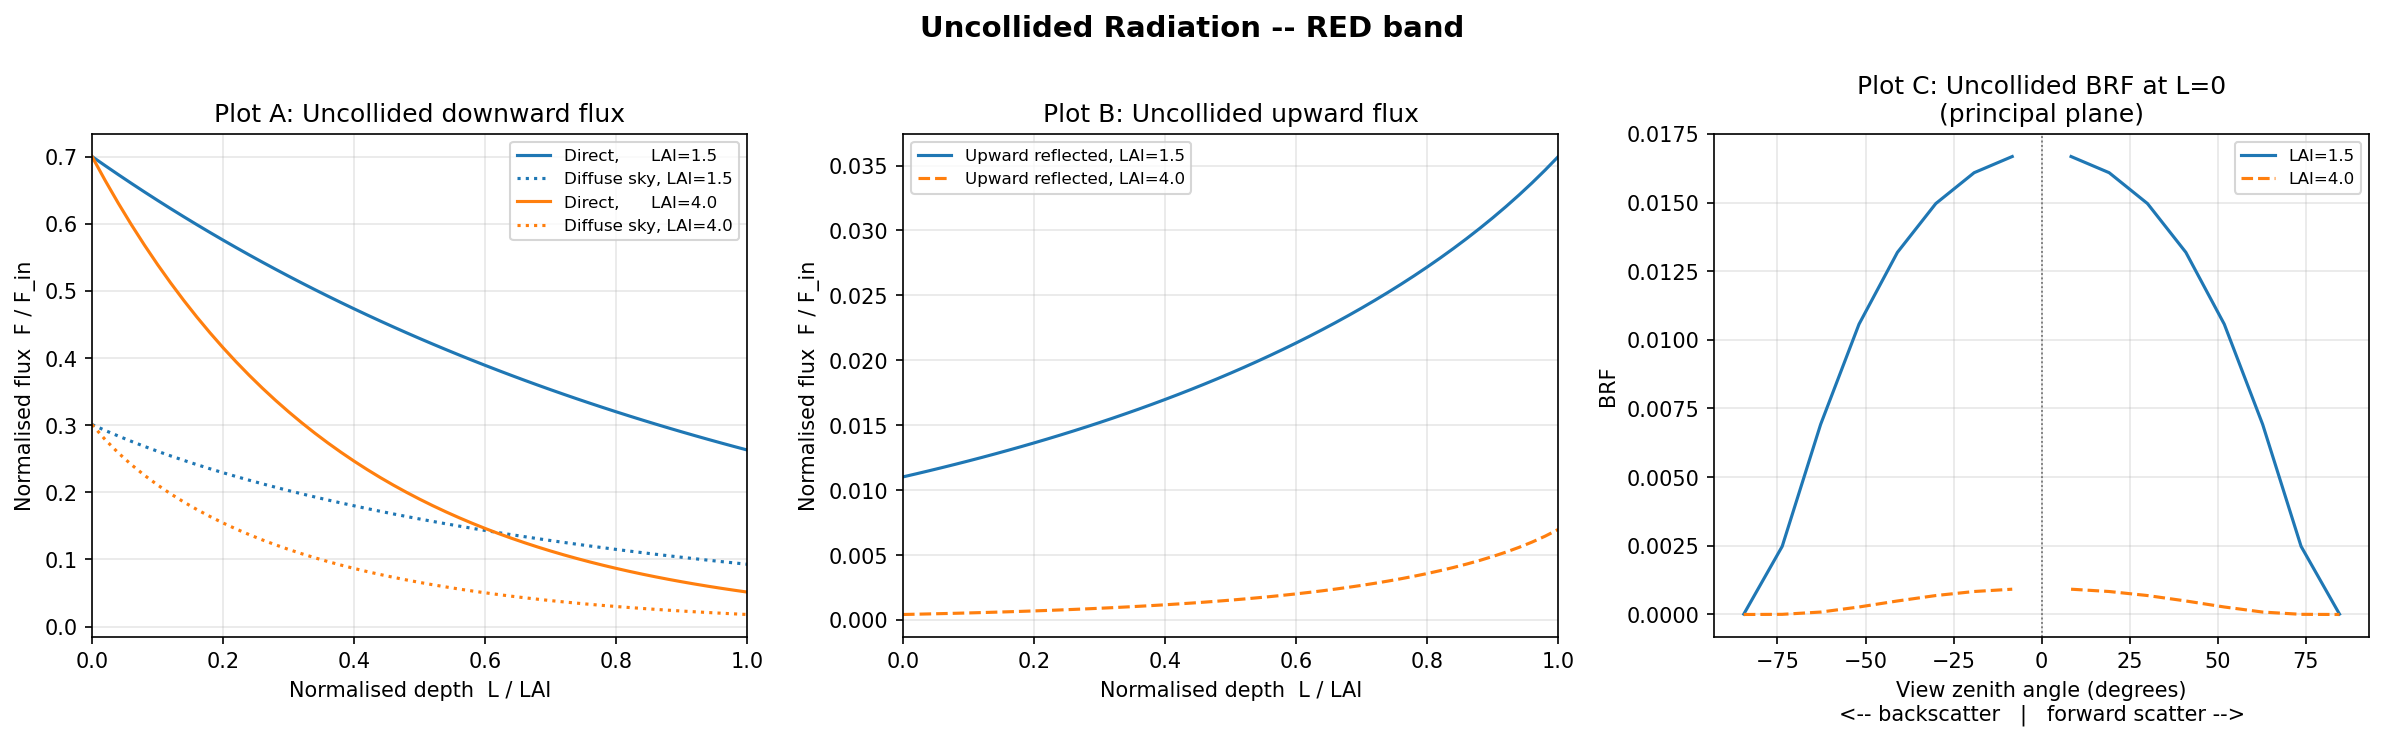 Uncollided Radiation -- RED band
Plot A: Uncollided downward flux
Normalised flux  F / F_in
0.7
0.6
0.5
0.4
0.3
0.2
0.1
0.0
Direct,      LAI=1.5
Diffuse sky, LAI=1.5
Direct,      LAI=4.0
Diffuse sky, LAI=4.0
0.0 0.2 0.4 0.6 0.8 1.0
Normalised depth  L / LAI
Plot B: Uncollided upward flux
Normalised flux  F / F_in
0.035
0.030
0.025
0.020
0.015
0.010
0.005
0.000
Upward reflected, LAI=1.5
Upward reflected, LAI=4.0
0.0 0.2 0.4 0.6 0.8 1.0
Normalised depth  L / LAI
Plot C: Uncollided BRF at L=0
(principal plane)
BRF
0.0175
0.0150
0.0125
0.0100
0.0075
0.0050
0.0025
0.0000
LAI=1.5
LAI=4.0
−75 −50 −25 0 25 50 75
View zenith angle (degrees)
<-- backscatter   |   forward scatter -->